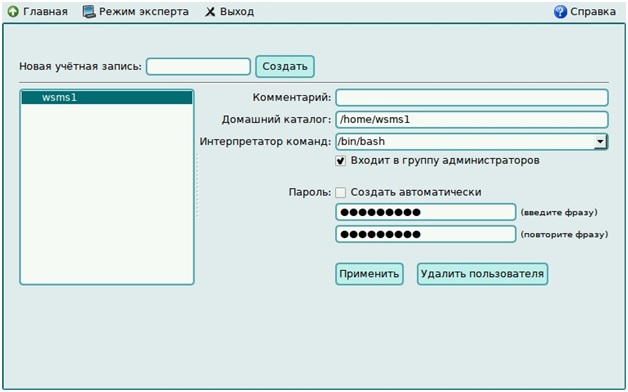 Главная Режим эксперта Выход Справка
Новая учётная запись: Создать
wsms1
Комментарий:
Домашний каталог: /home/wsms1
Интерпретатор команд: /bin/bash
Входит в группу администраторов
Пароль: Создать автоматически
●●●●●●●●● (введите фразу)
●●●●●●●●● (повторите фразу)
Применить Удалить пользователя